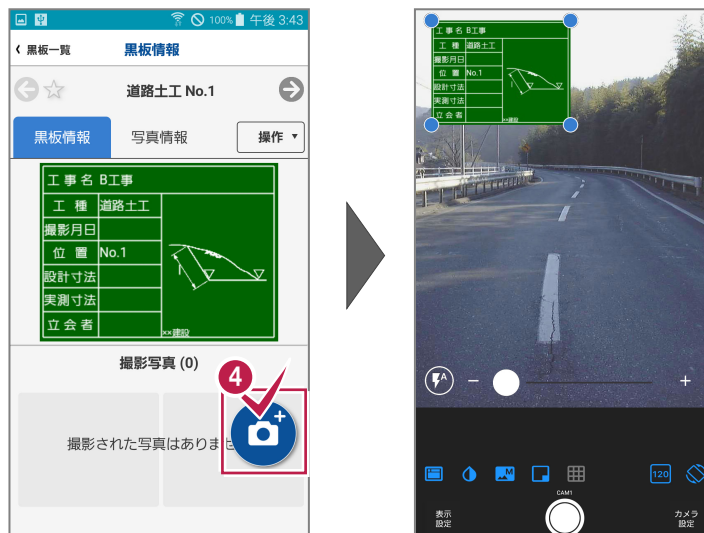 100% 午後 3:43
黒板一覧 黒板情報
道路土工 No.1
黒板情報 写真情報 操作
工事名 B工事
工種 道路土工
撮影月日
位置 No.1
設計寸法
実測寸法
立会者
××建設
撮影写真 (0)
4
撮影された写真はありませ
工事名 B工事
工種 道路土工
撮影月日
位置 No.1
設計寸法
実測寸法
立会者
××建設
A
M
120
CAM1
表示
設定
カメラ
設定